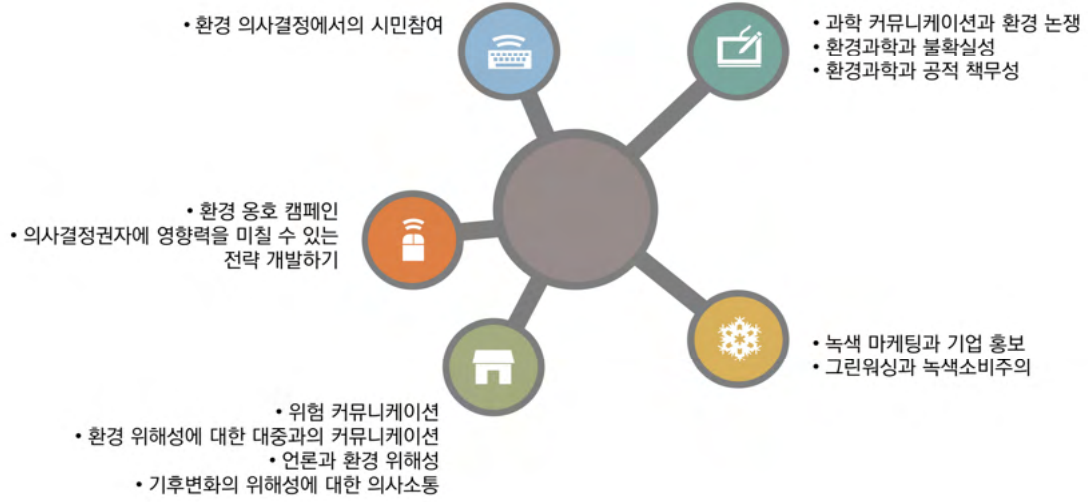 • 환경 의사결정에서의 시민참여
• 과학 커뮤니케이션과 환경 논쟁
• 환경과학과 불확실성
• 환경과학과 공적 책무성
• 환경 옹호 캠페인
• 의사결정권자에 영향력을 미칠 수 있는
전략 개발하기
• 녹색 마케팅과 기업 홍보
• 그린워싱과 녹색소비주의
• 위험 커뮤니케이션
• 환경 위해성에 대한 대중과의 커뮤니케이션
• 언론과 환경 위해성
• 기후변화의 위해성에 대한 의사소통